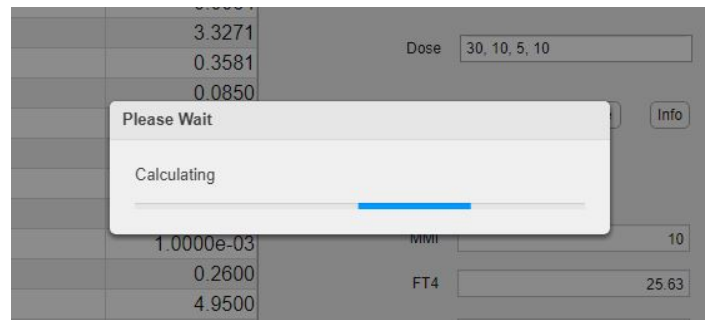 3.3271
Dose 30, 10, 5, 10
0.3581
0.0850
Please Wait
Info
Calculating
1.0000e-03
MMI 10
0.2600
FT4 25.63
4.9500